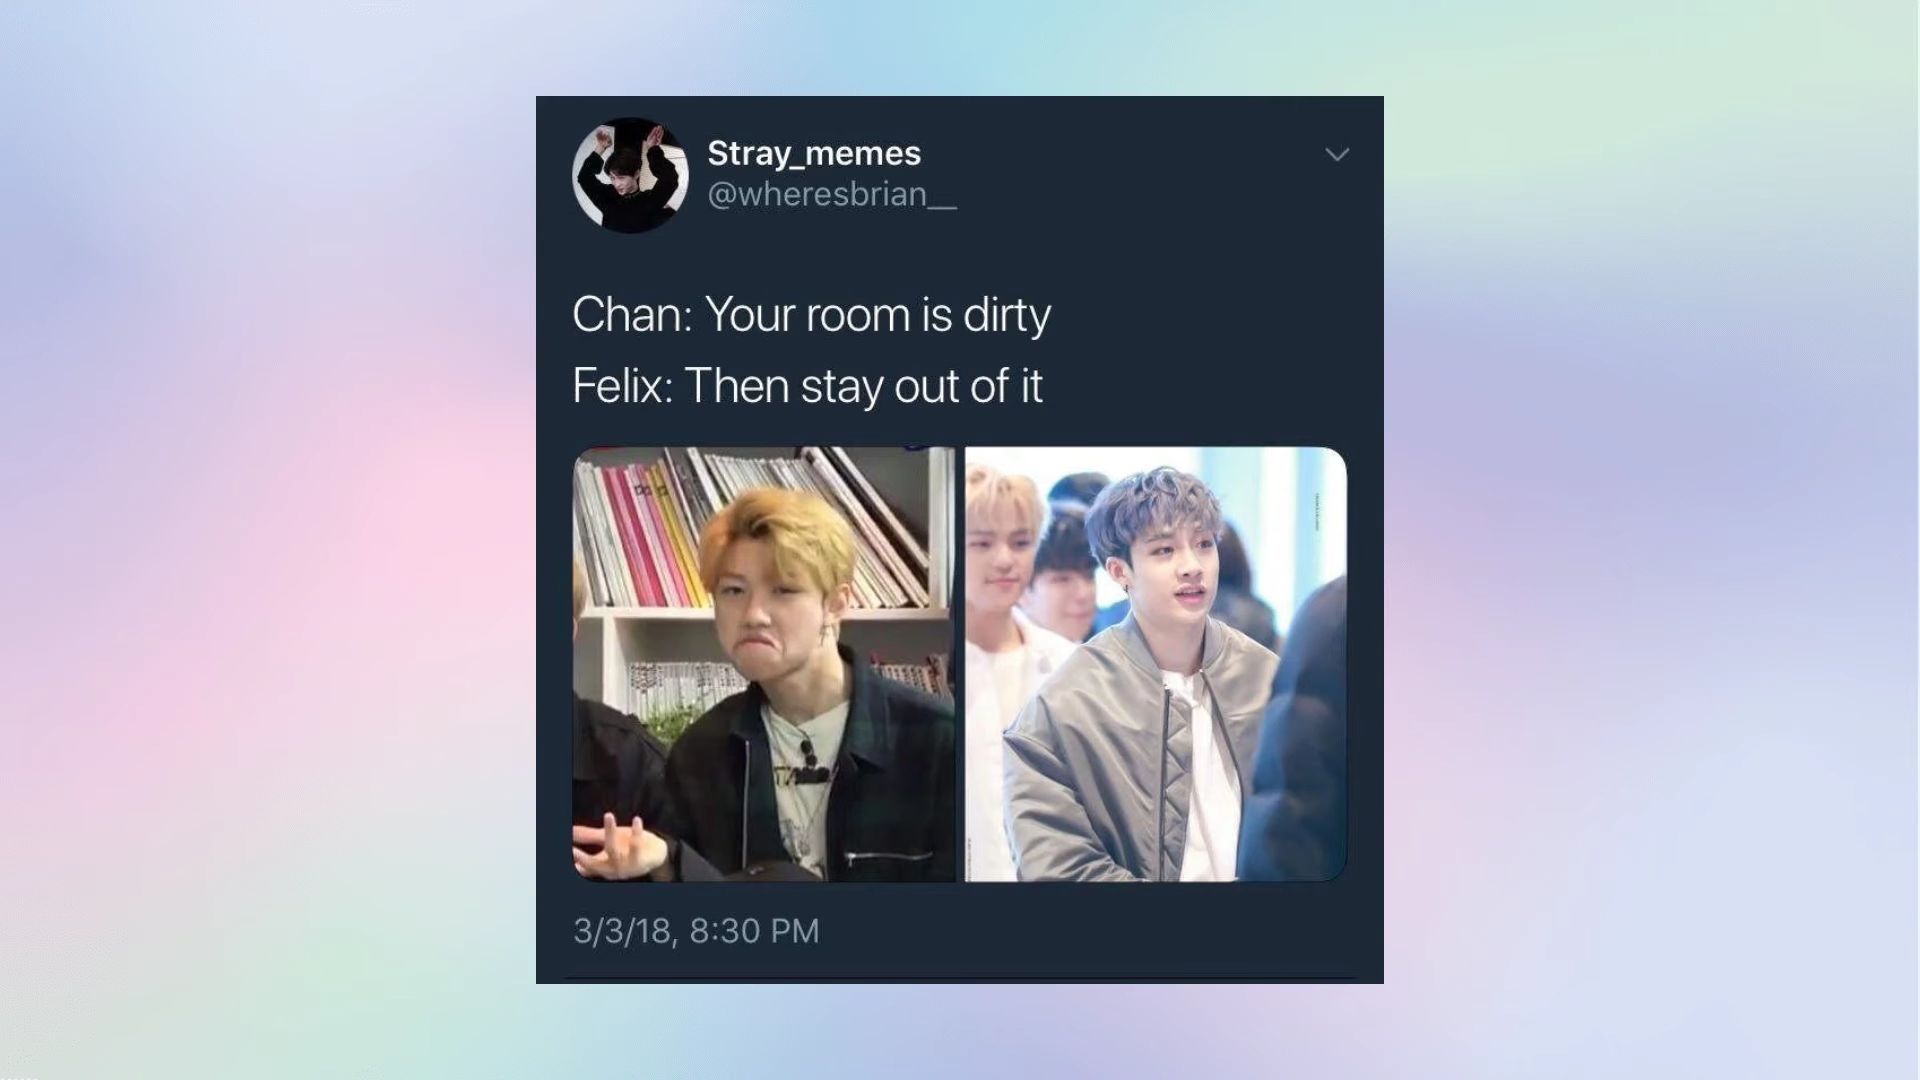 Stray_memes
@wheresbrian__
Chan: Your room is dirty
Felix: Then stay out of it
3/3/18, 8:30 PM